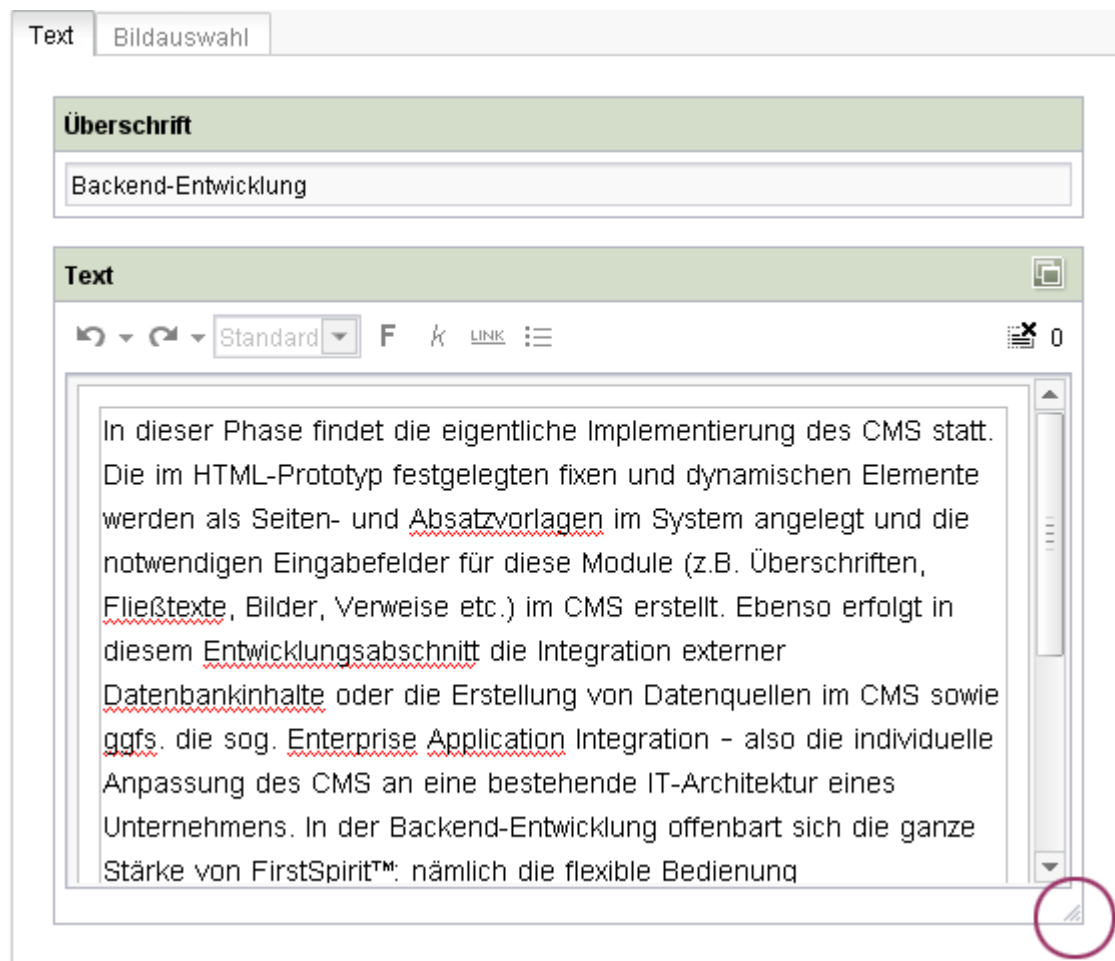 Text Bildauswahl
Überschrift
Backend-Entwicklung
Text
Standard F k LINK 0
In dieser Phase findet die eigentliche Implementierung des CMS statt.
Die im HTML-Prototyp festgelegten fixen und dynamischen Elemente
werden als Seiten- und Absatzvorlagen im System angelegt und die
notwendigen Eingabefelder für diese Module (z.B. Überschriften,
Fließtexte, Bilder, Verweise etc.) im CMS erstellt. Ebenso erfolgt in
diesem Entwicklungsabschnitt die Integration externer
Datenbankinhalte oder die Erstellung von Datenquellen im CMS sowie
ggfs. die sog. Enterprise Application Integration – also die individuelle
Anpassung des CMS an eine bestehende IT-Architektur eines
Unternehmens. In der Backend-Entwicklung offenbart sich die ganze
Stärke von FirstSpirit™: nämlich die flexible Bedienung